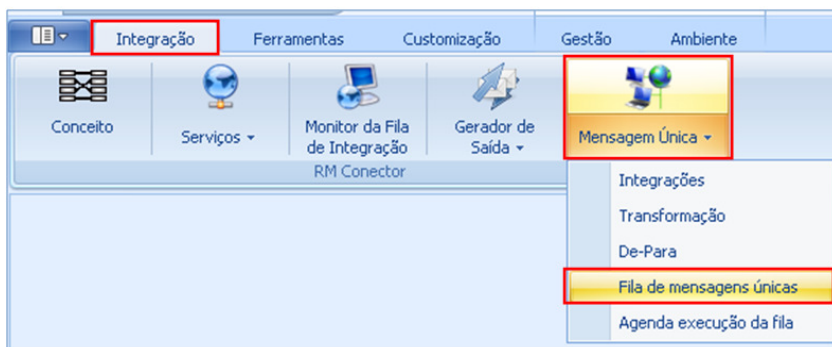 Integração Ferramentas Customização Gestão Ambiente
Conceito
Serviços
Monitor da Fila
de Integração
Gerador de
Saída
Mensagem Única
RM Conector
Integrações
Transformação
De-Para
Fila de mensagens únicas
Agenda execução da fila